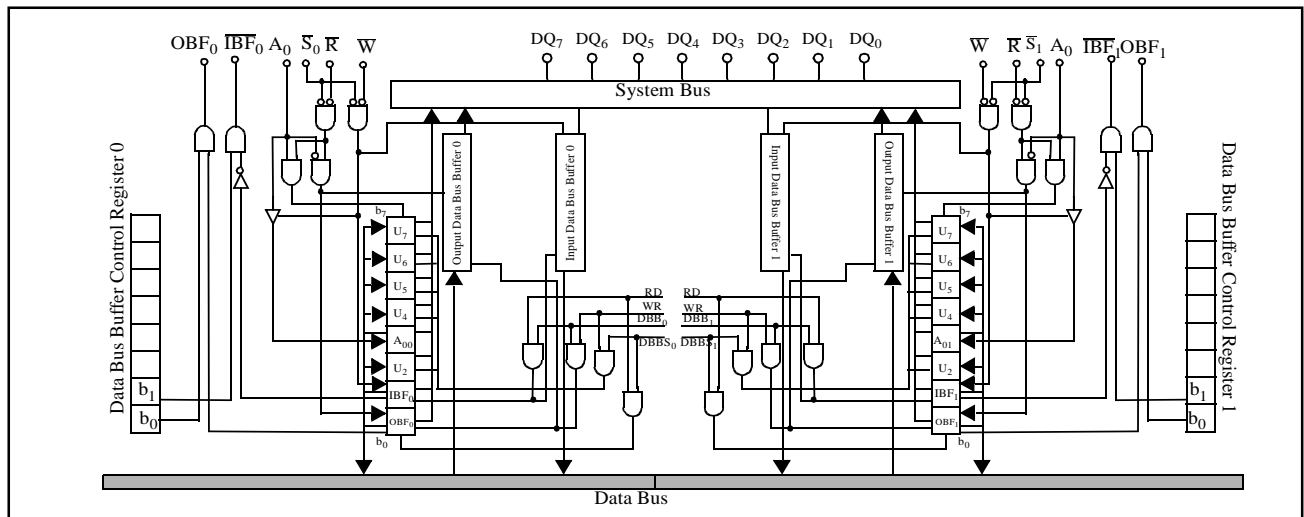 OBF₀ I̅B̅F̅₀ A₀ S̅₀ R̅ W̅ DQ₇ DQ₆ DQ₅ DQ₄ DQ₃ DQ₂ DQ₁ DQ₀ W̅ R̅ S̅₁ A₀ I̅B̅F̅₁ OBF₁
System Bus
Data Bus Buffer Control Register 0
b₁
b₀
b₇
U₇
U₆
U₅
U₄
A₀₀
U₂
IBF₀
OBF₀
b₀
Output Data Bus Buffer 0
Input Data Bus Buffer 0
RD RD
WR WR
DBB₀ DBB₁
DBBS₀ DBBS₁
Input Data Bus Buffer 1
Output Data Bus Buffer 1
b₇
U₇
U₆
U₅
U₄
A₀₁
U₂
IBF₁
OBF₁
b₀
Data Bus Buffer Control Register 1
b₁
b₀
Data Bus